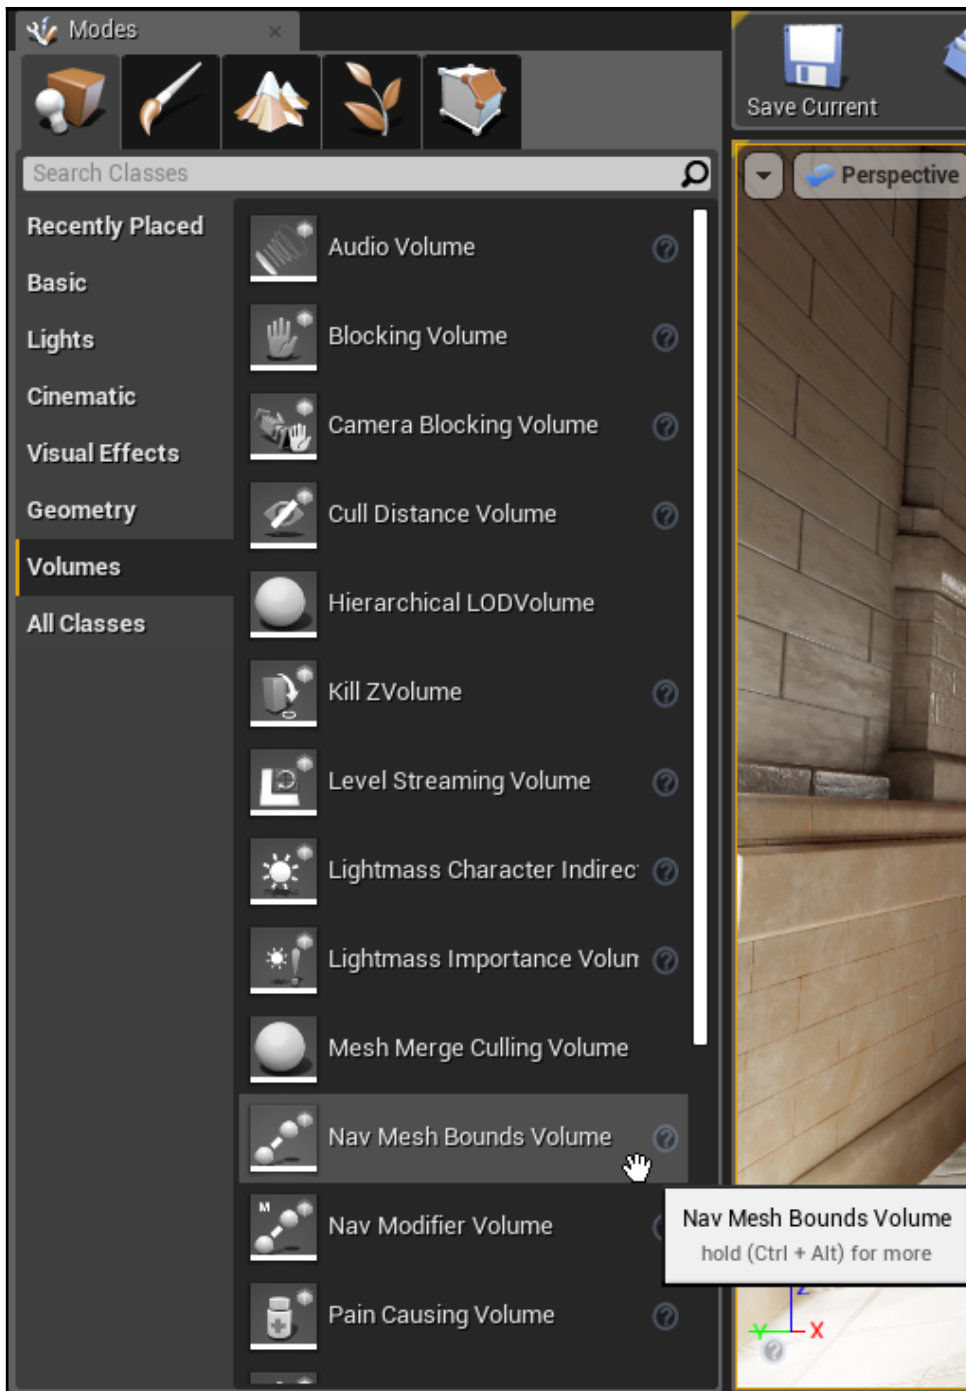 Modes
Save Current
Search Classes
Perspective
Recently Placed
Basic
Lights
Cinematic
Visual Effects
Geometry
Volumes
All Classes
Audio Volume
Blocking Volume
Camera Blocking Volume
Cull Distance Volume
Hierarchical LODVolume
Kill ZVolume
Level Streaming Volume
Lightmass Character Indirec
Lightmass Importance Volum
Mesh Merge Culling Volume
Nav Mesh Bounds Volume
M
Nav Modifier Volume
Pain Causing Volume
Nav Mesh Bounds Volume
hold (Ctrl + Alt) for more
Z
Y X